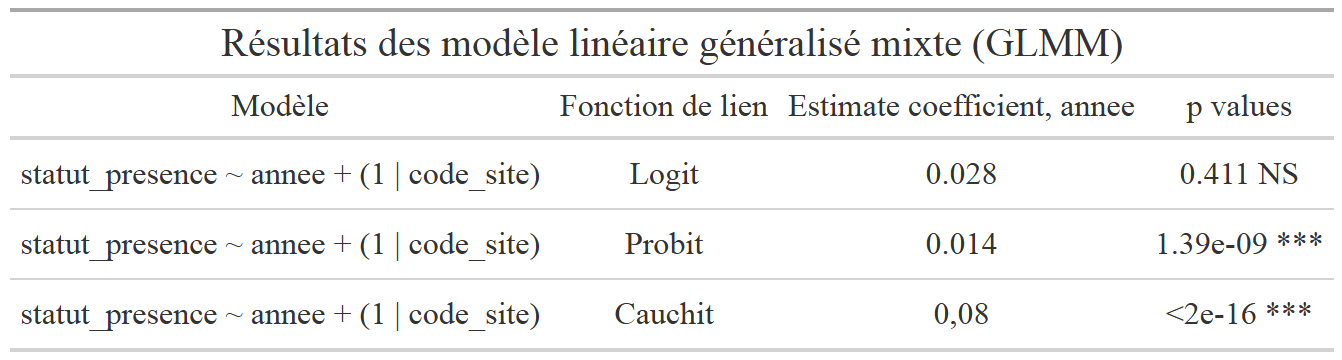 Résultats des modèle linéaire généralisé mixte (GLMM)
Modèle Fonction de lien Estimate coefficient, annee p values
statut_presence ~ annee + (1 | code_site) Logit 0.028 0.411 NS
statut_presence ~ annee + (1 | code_site) Probit 0.014 1.39e-09 ***
statut_presence ~ annee + (1 | code_site) Cauchit 0,08 <2e-16 ***